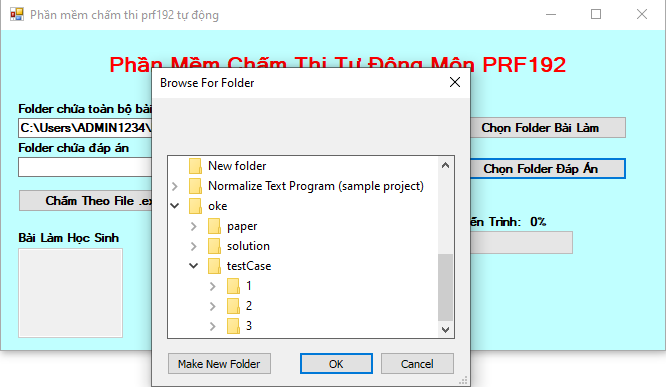 Phần mềm chấm thi prf192 tự động
Phần Mềm Chấm Thi Tự Động Môn PRF192
Browse For Folder
Folder chứa toàn bộ bài
C:\Users\ADMIN1234\
Chọn Folder Bài Làm
Folder chứa đáp án
Chọn Folder Đáp Án
Chấm Theo File .ex
Trình: 0%
Bài Làm Học Sinh
New folder
Normalize Text Program (sample project)
oke
paper
solution
testCase
1
2
3
Make New Folder
OK
Cancel